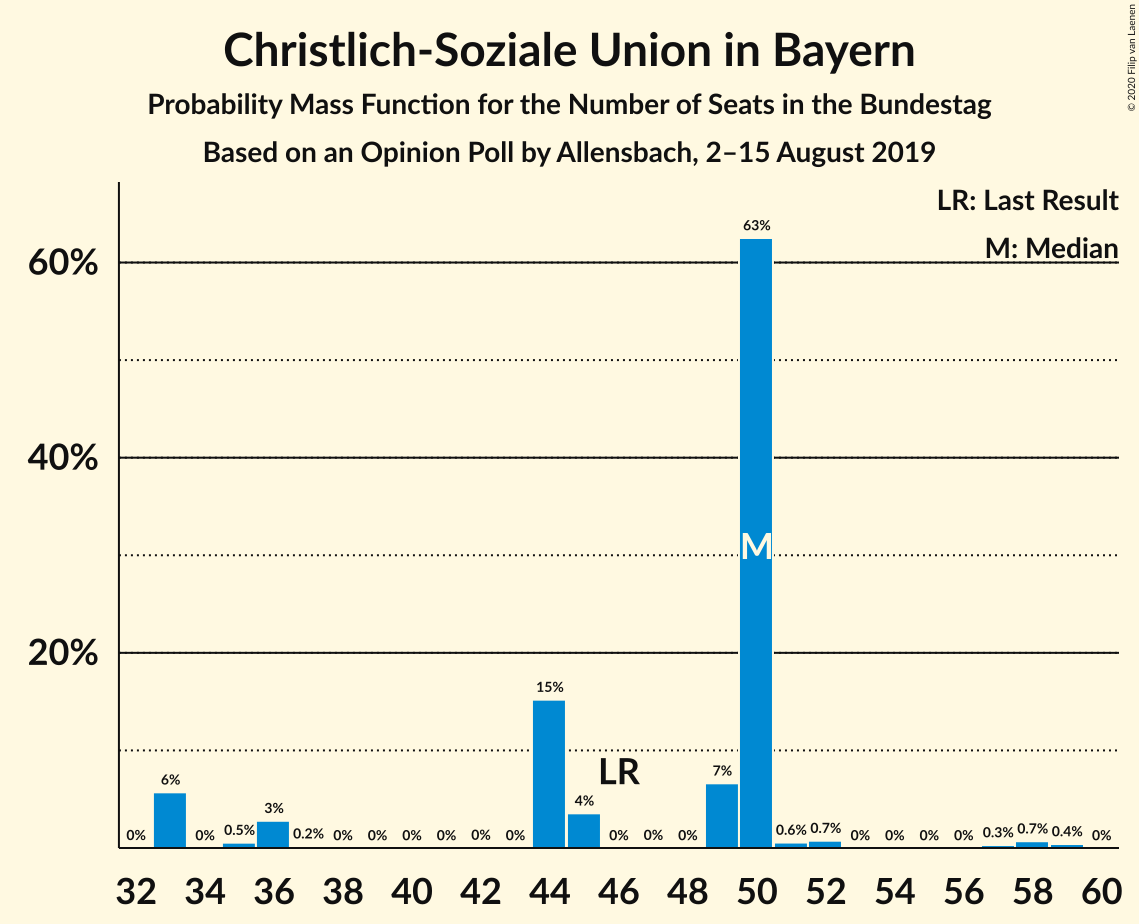 Christlich-Soziale Union in Bayern
Probability Mass Function for the Number of Seats in the Bundestag
Based on an Opinion Poll by Allensbach, 2–15 August 2019
© 2020 Filip van Laenen
LR: Last Result
M: Median
60%
40%
20%
0% 6% 0% 0.5% 3% 0.2% 0% 0% 0% 0% 0% 0% 15% 4% 0% 0% 0% 7% 63% 0.6% 0.7% 0% 0% 0% 0% 0.3% 0.7% 0.4% 0%
LR
M
32 34 36 38 40 42 44 46 48 50 52 54 56 58 60